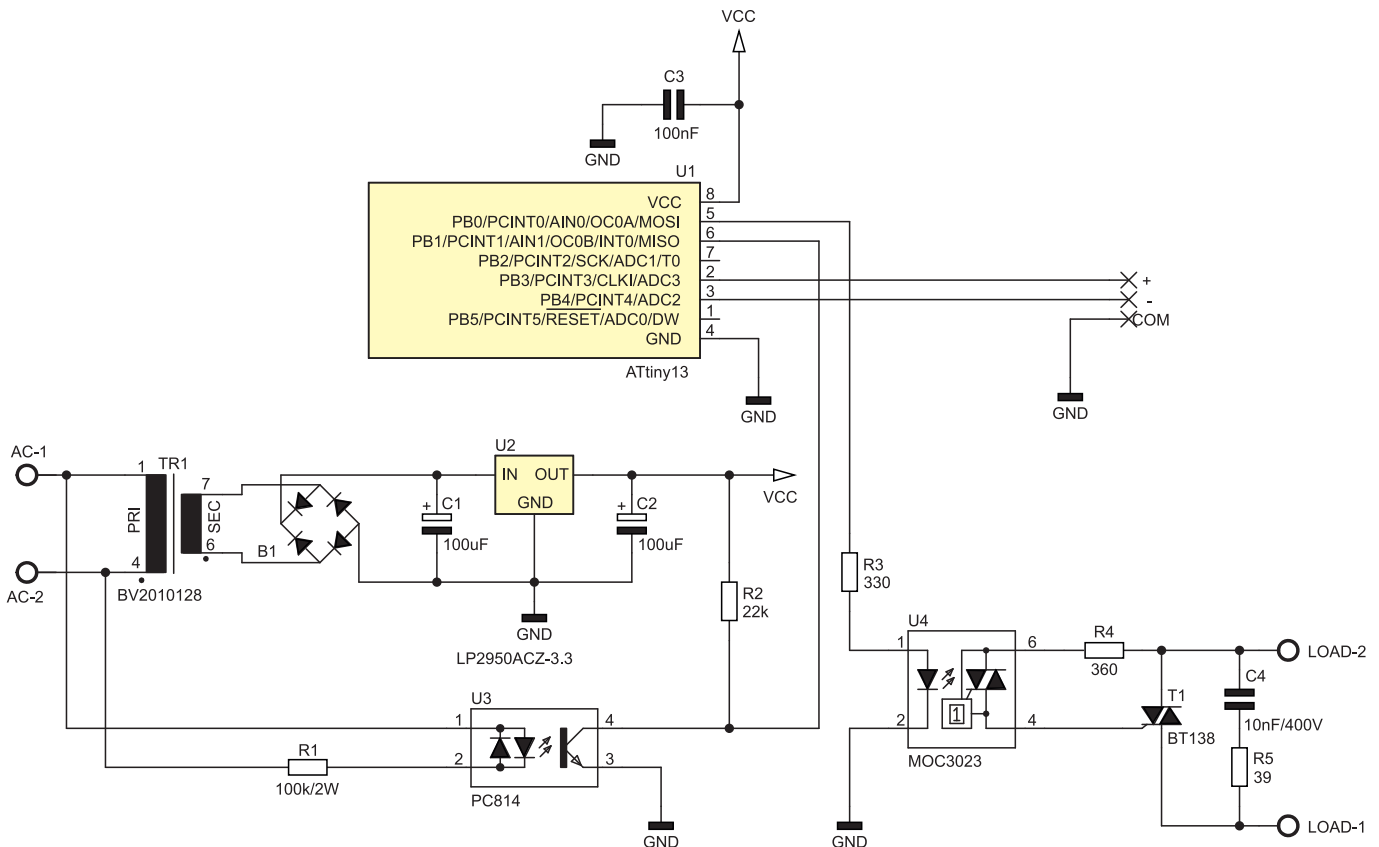 VCC
C3
100nF
GND
U1
VCC 8
PB0/PCINT0/AIN0/OC0A/MOSI 5
PB1/PCINT1/AIN1/OC0B/INT0/MISO 6
PB2/PCINT2/SCK/ADC1/T0 7
PB3/PCINT3/CLKI/ADC3 2
PB4/PCINT4/ADC2 3
PB5/PCINT5/RESET/ADC0/DW 1
GND 4
ATtiny13
GND
+
-
COM
GND
AC-1
AC-2
1
4
PRI
TR1
SEC
7
6
BV2010128
B1
+ C1
100uF
U2
IN OUT
GND
+ C2
100uF
VCC
GND
LP2950ACZ-3.3
R2
22k
R1
100k/2W
U3
1
2
4
3
PC814
GND
R3
330
U4
1
2
6
4
1
MOC3023
GND
R4
360
T1
BT138
C4
10nF/400V
R5
39
LOAD-2
LOAD-1